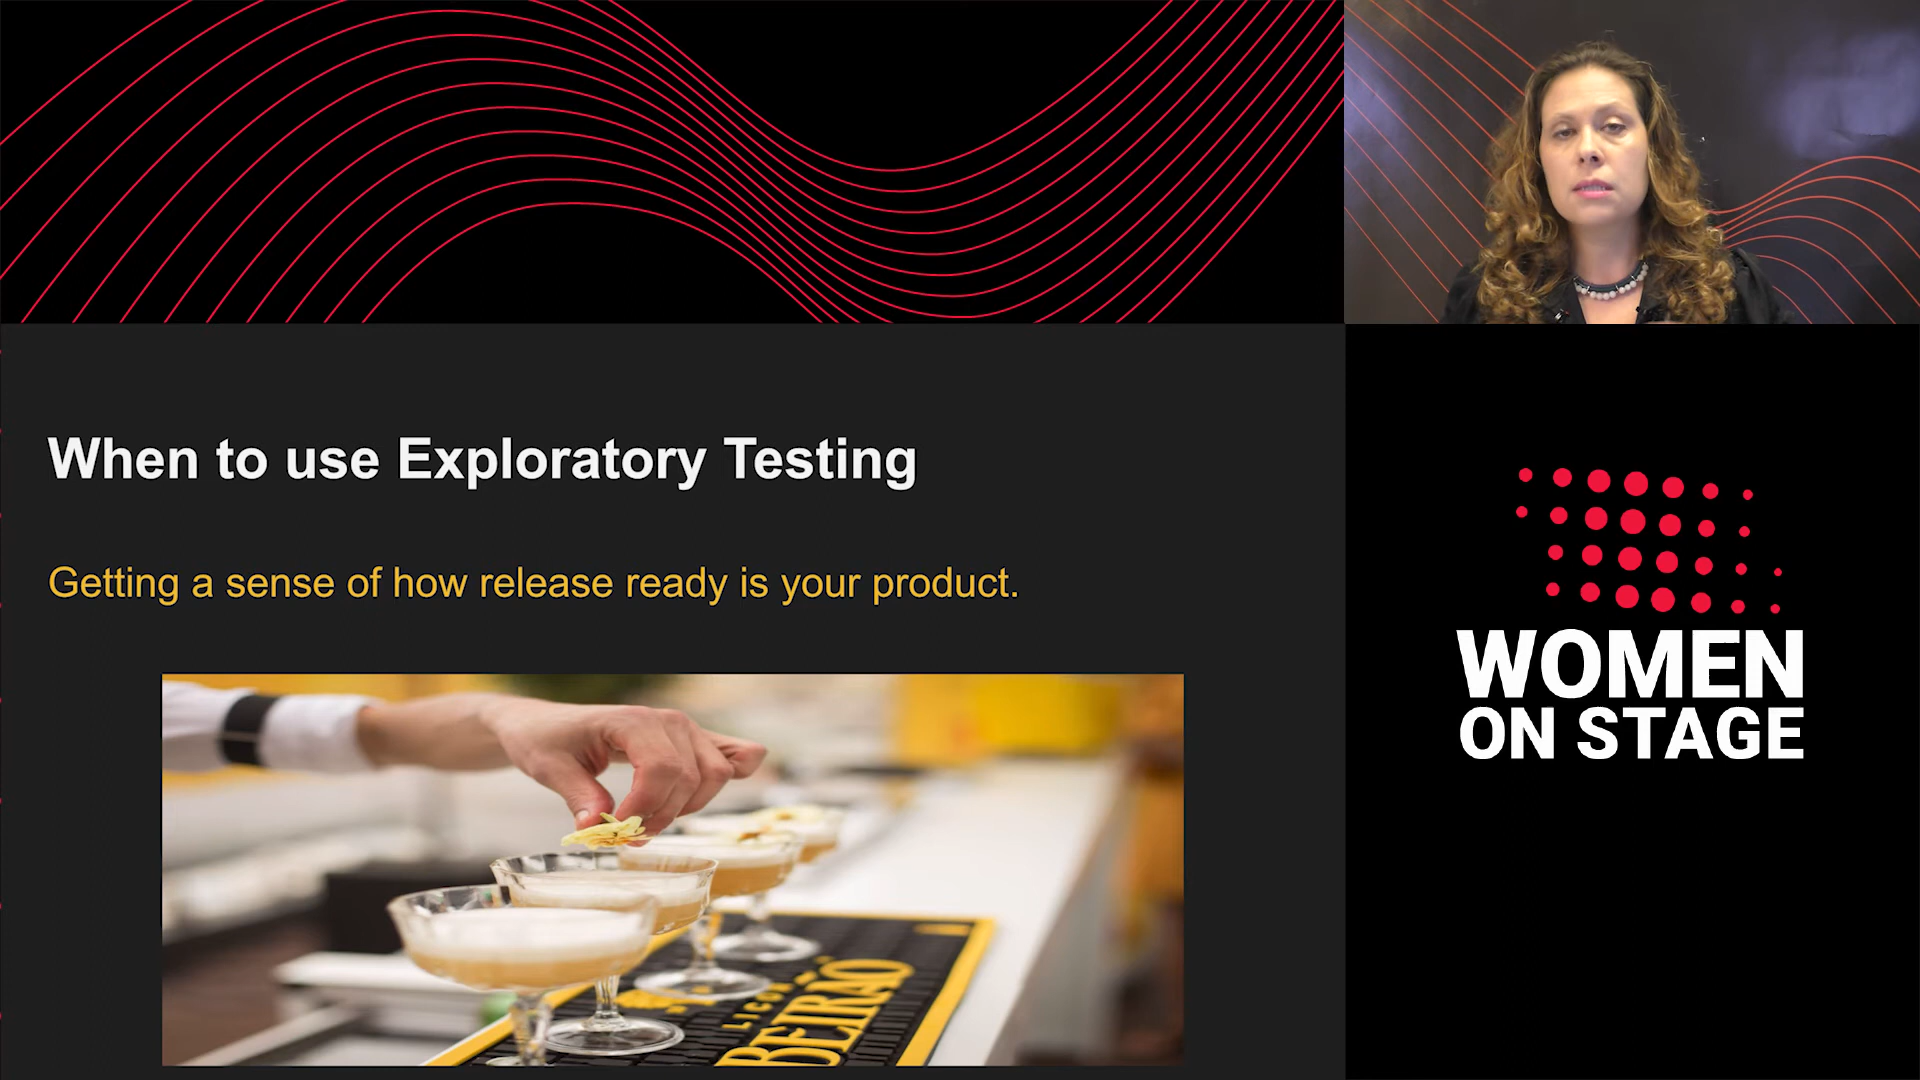 When to use Exploratory Testing
Getting a sense of how release ready is your product.
LICOR
BEIRÃO
WOMEN
ON STAGE